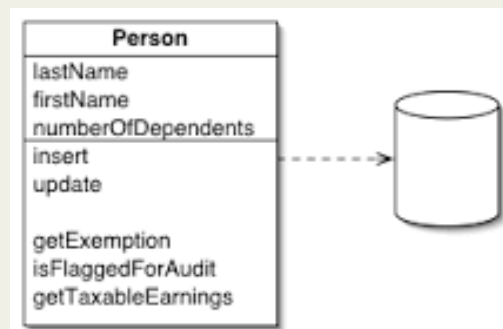 Person
lastName
firstName
numberOfDependents
insert
update
getExemption
isFlaggedForAudit
getTaxableEarnings